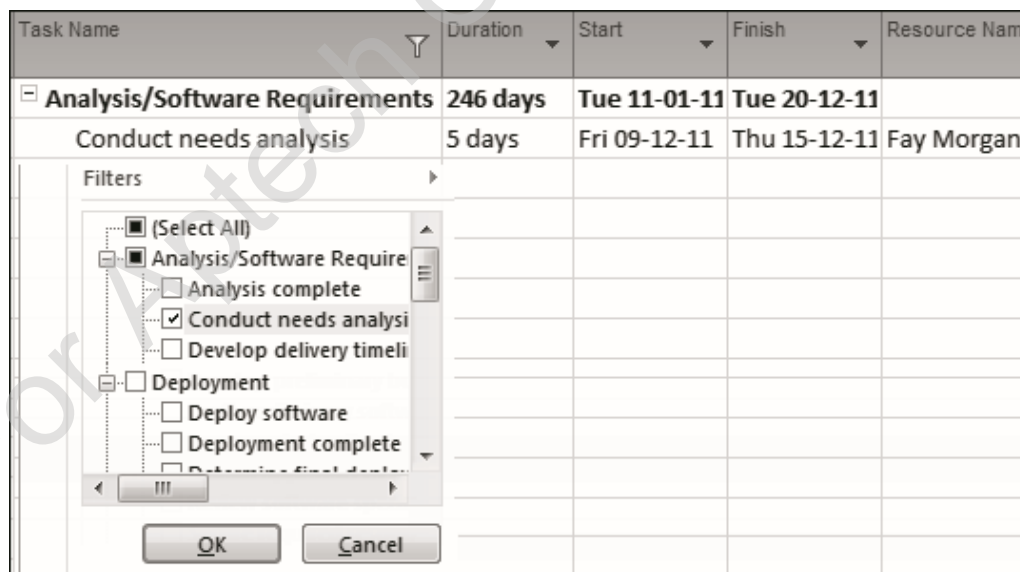 Task Name Duration Start Finish Resource Nam
Analysis/Software Requirements 246 days Tue 11-01-11 Tue 20-12-11
Conduct needs analysis 5 days Fri 09-12-11 Thu 15-12-11 Fay Morgan
Filters
(Select All)
Analysis/Software Require
Analysis complete
Conduct needs analysi
Develop delivery timeli
Deployment
Deploy software
Deployment complete
OK Cancel
or Aptech